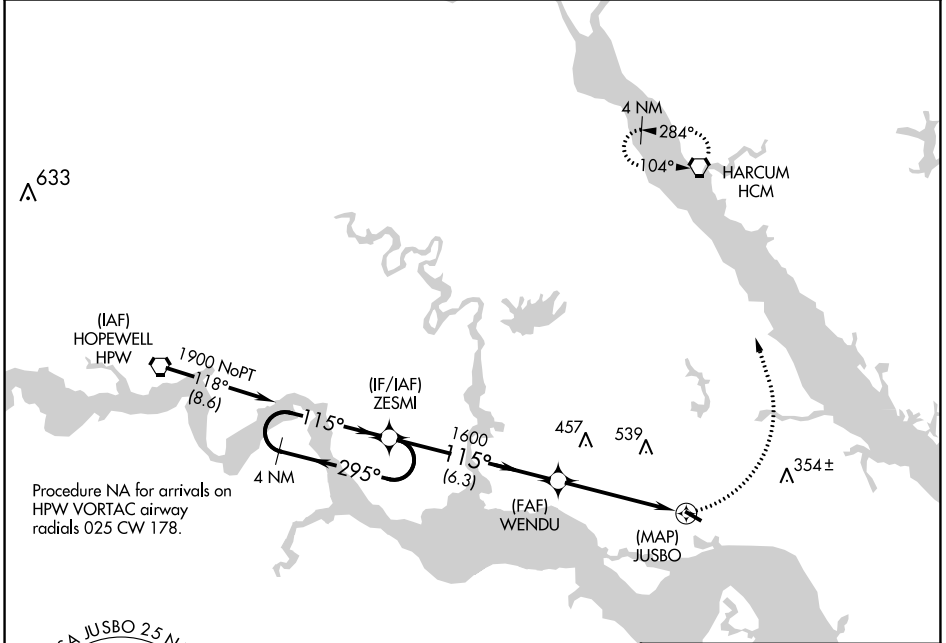 4 NM
284°
104°
HARCUM
HCM
633
(IAF)
HOPEWELL
HPW
1900 NoPT
118°
(8.6)
(IF/IAF)
ZESMI
115°
295°
4 NM
1600
115°
(6.3)
457
539
354±
(FAF)
WENDU
(MAP)
JUSBO
Procedure NA for arrivals on
HPW VORTAC airway
radials 025 CW 178.
JUSBO 25